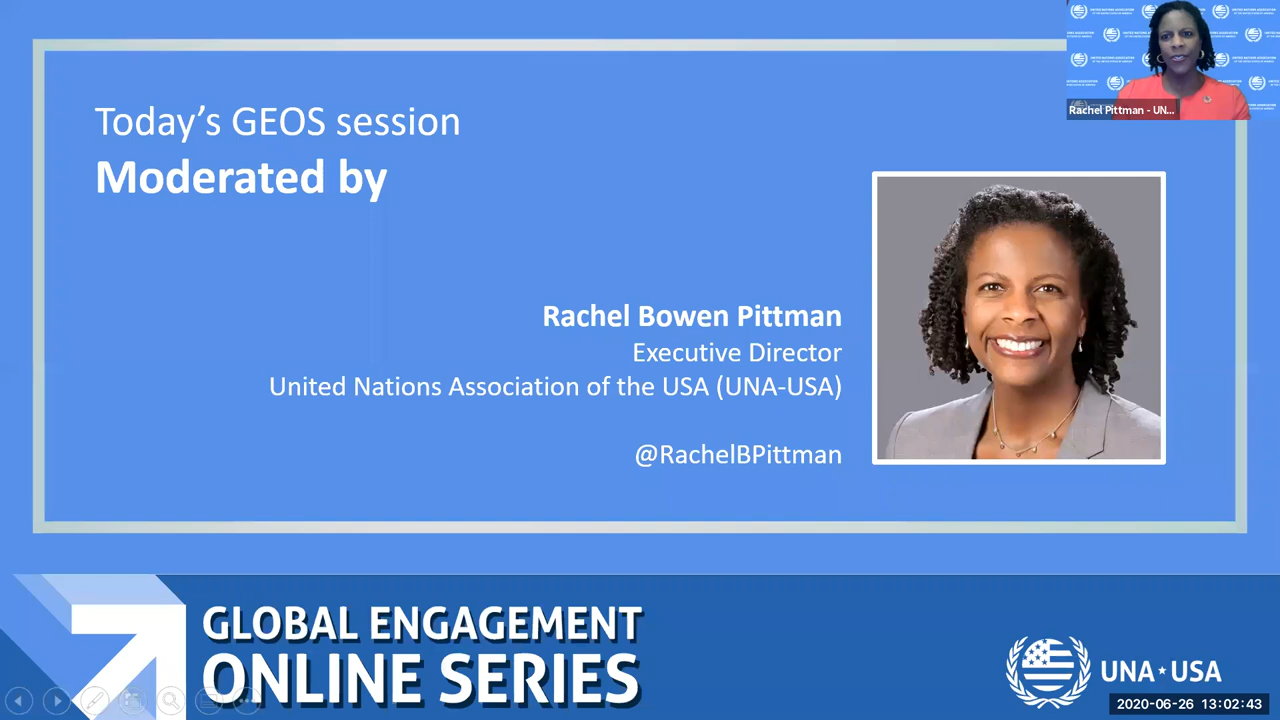 Today's GEOS session
Moderated by
Rachel Pittman - UN...
Rachel Bowen Pittman
Executive Director
United Nations Association of the USA (UNA-USA)
@RachelBPittman
GLOBAL ENGAGEMENT
ONLINE SERIES
UNA★USA
2020-06-26 13:02:43